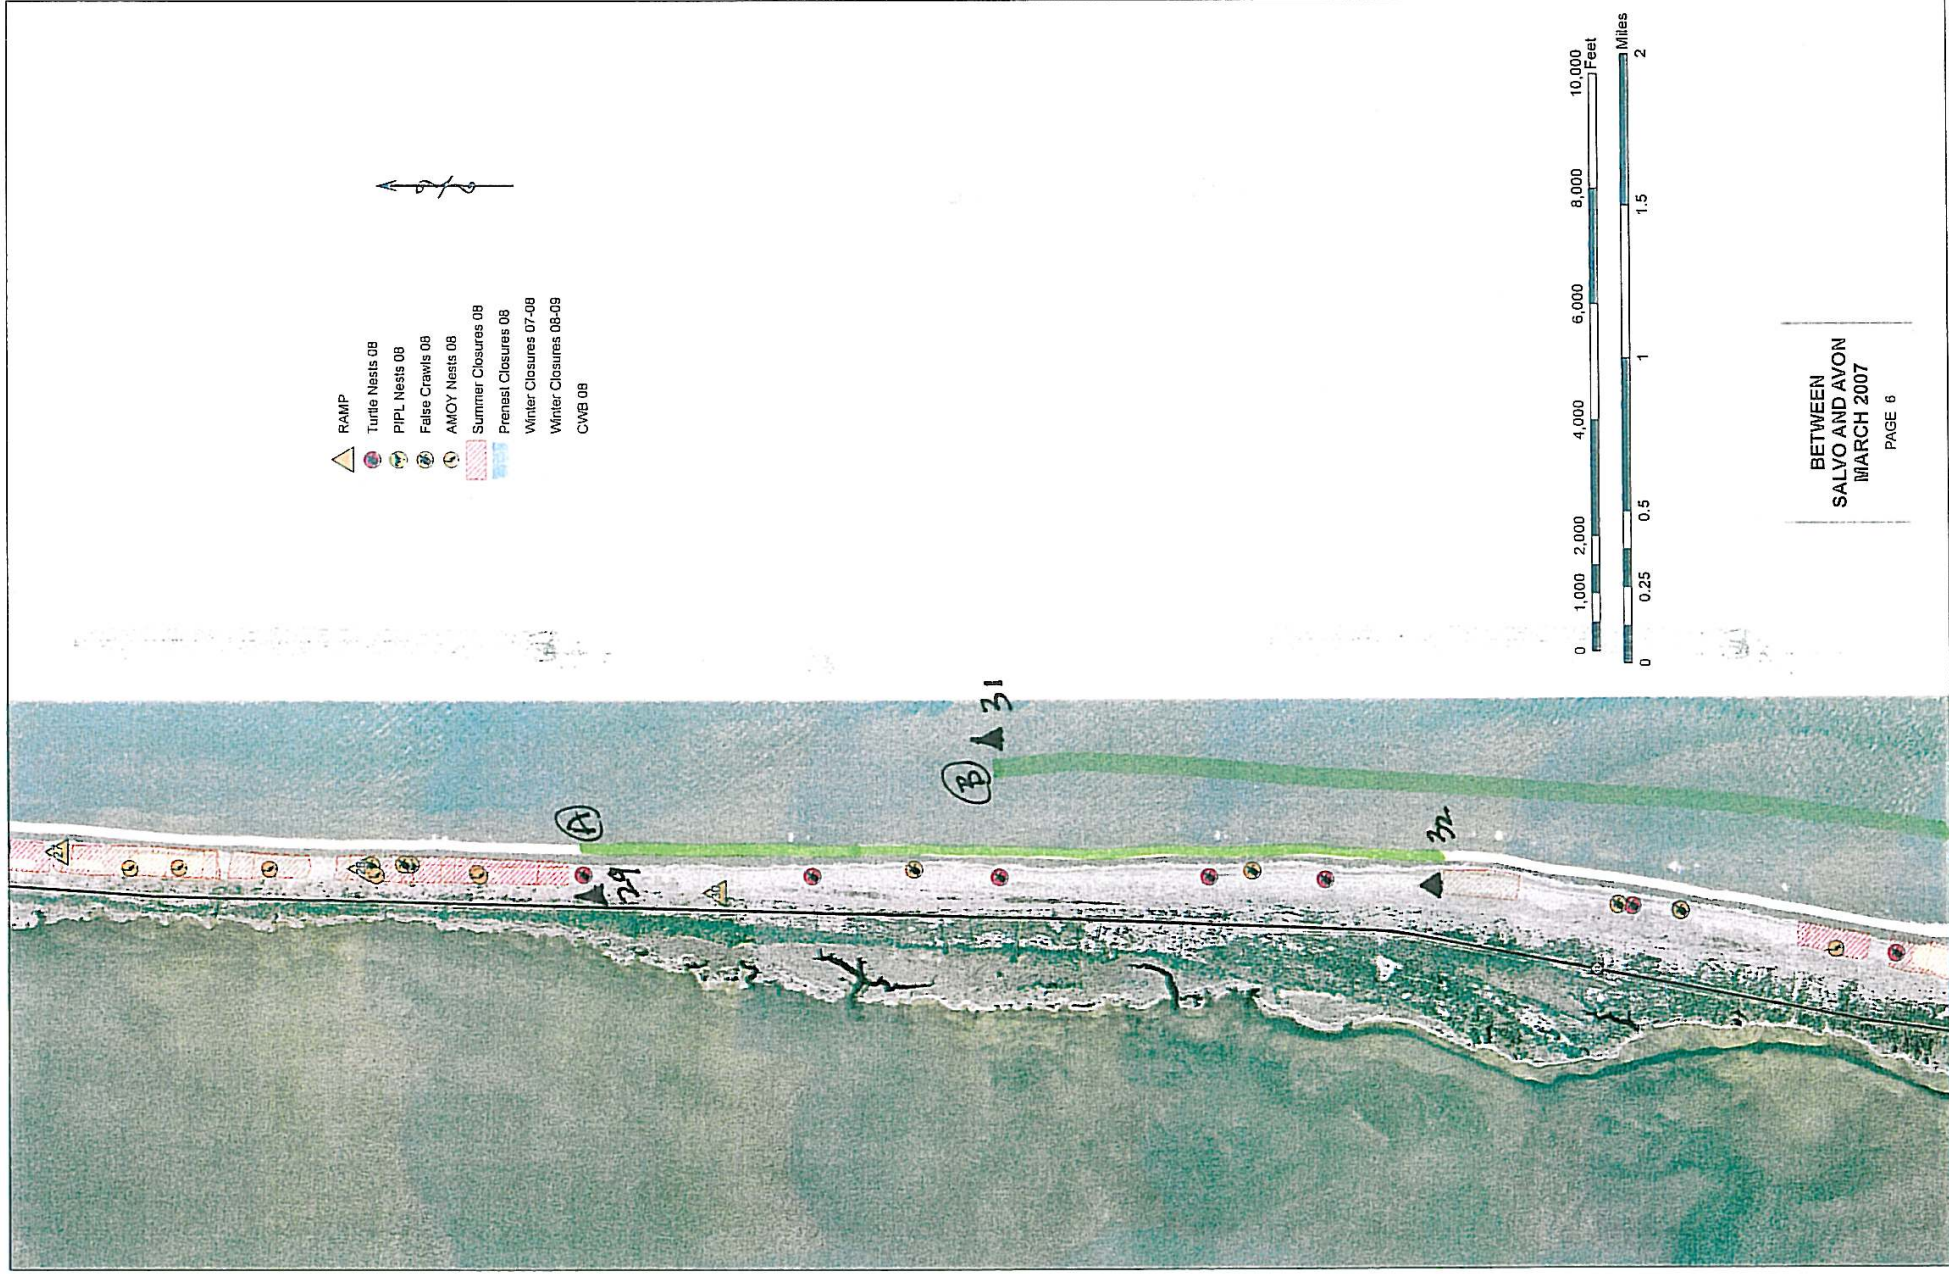 RAMP
Turtle Nests 08
PIPL Nests 08
False Crawls 08
AMOY Nests 08
Summer Closures 08
Prenest Closures 08
Winter Closures 07-08
Winter Closures 08-09
CWB 08
0 1,000 2,000 4,000 6,000 8,000 10,000
Feet
0 0.25 0.5 1 1.5 2
Miles
BETWEEN
SALVO AND AVON
MARCH 2007
PAGE 6
27
A
29
30
B
31
32